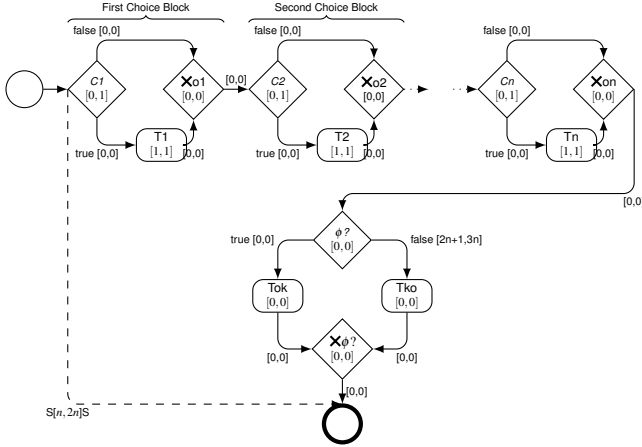 First Choice Block
Second Choice Block
false [0,0]
false [0,0]
false [0,0]
C1
[0, 1]
×o1
[0, 0]
[0,0]
C2
[0, 1]
×o2
[0,0]
...
...
Cn
[0, 1]
×on
[0, 0]
true [0,0]
T1
[1, 1]
[0,0]
true [0,0]
T2
[1, 1]
[0,0]
true [0,0]
Tn
[1, 1]
[0,0]
[0,0
ϕ?
[0, 0]
true [0,0]
false [2n+1,3n]
Tok
[0, 0]
Tko
[0, 0]
×ϕ?
[0, 0]
[0,0]
[0,0]
[0,0]
S[n, 2n]S